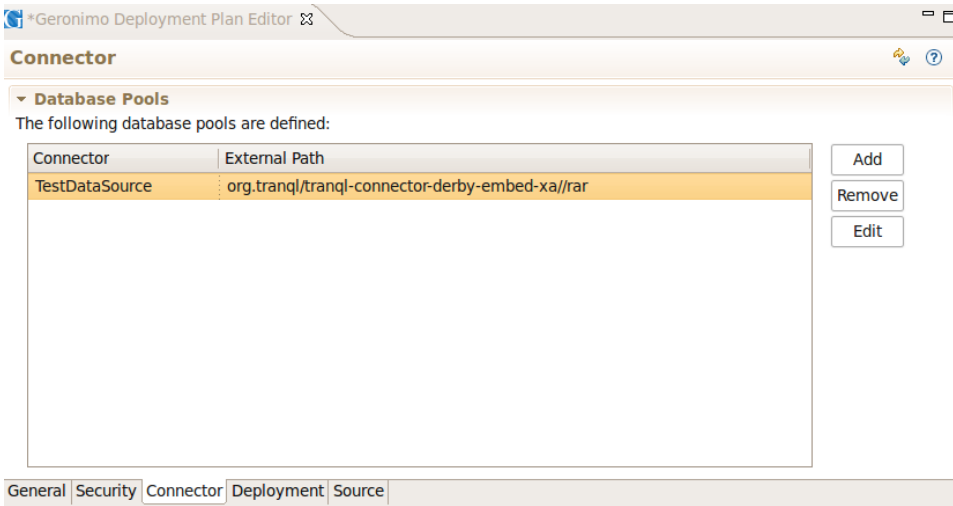 *Geronimo Deployment Plan Editor
Connector
Database Pools
The following database pools are defined:
Connector External Path Add
TestDataSource org.tranql/tranql-connector-derby-embed-xa//rar Remove
Edit
General Security Connector Deployment Source